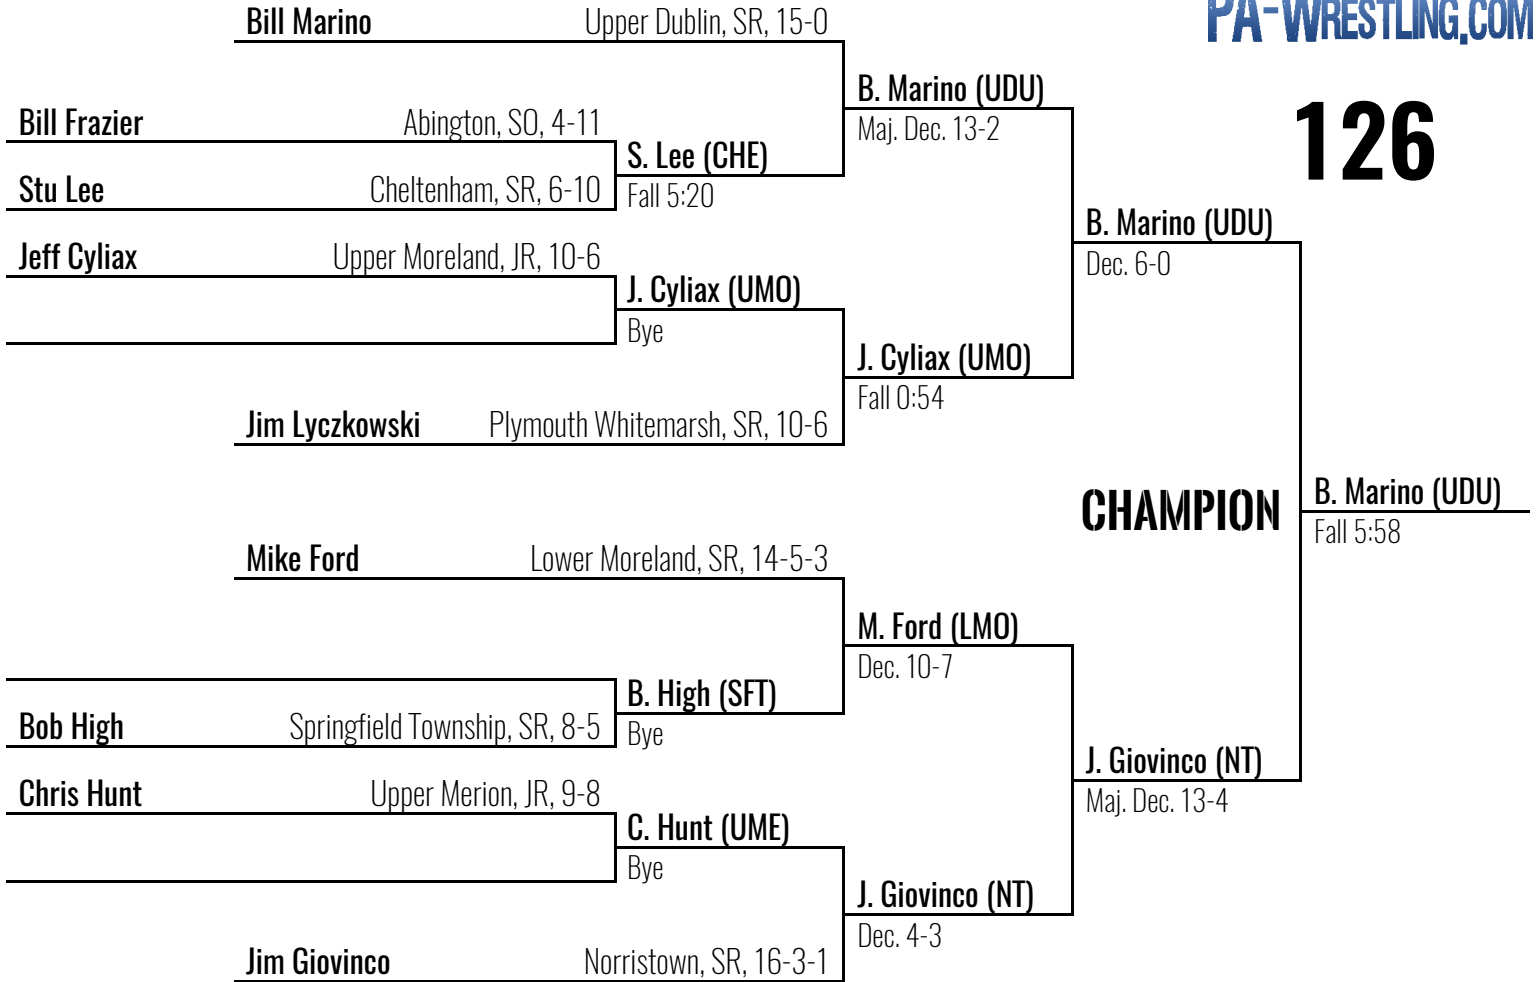 PA-WRESTLING.COM
126
Bill Marino Upper Dublin, SR, 15-0
Bill Frazier Abington, SO, 4-11
Stu Lee Cheltenham, SR, 6-10
Jeff Cyliax Upper Moreland, JR, 10-6
Jim Lyczkowski Plymouth Whitemarsh, SR, 10-6
Mike Ford Lower Moreland, SR, 14-5-3
Bob High Springfield Township, SR, 8-5
Chris Hunt Upper Merion, JR, 9-8
Jim Giovinco Norristown, SR, 16-3-1
S. Lee (CHE)
Fall 5:20
J. Cyliax (UMO)
Bye
B. High (SFT)
Bye
C. Hunt (UME)
Bye
B. Marino (UDU)
Maj. Dec. 13-2
J. Cyliax (UMO)
Fall 0:54
M. Ford (LMO)
Dec. 10-7
J. Giovinco (NT)
Dec. 4-3
B. Marino (UDU)
Dec. 6-0
J. Giovinco (NT)
Maj. Dec. 13-4
CHAMPION
B. Marino (UDU)
Fall 5:58